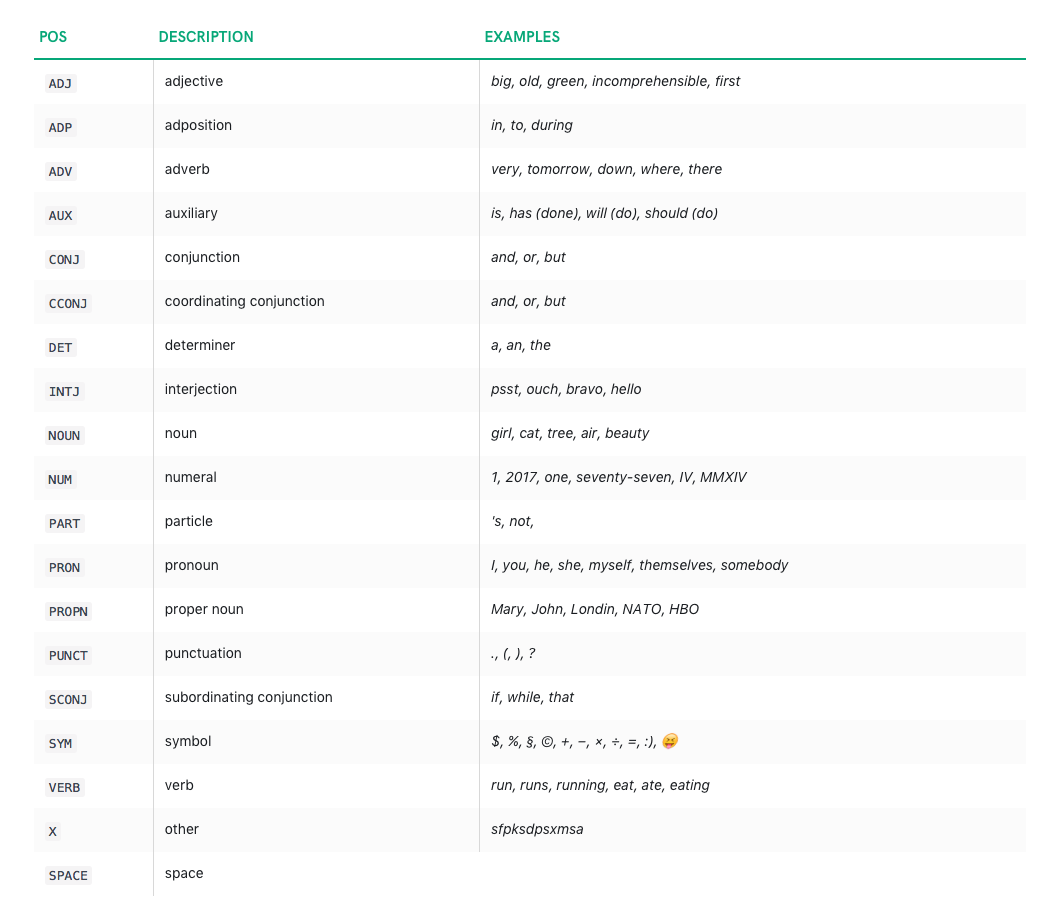 POS DESCRIPTION EXAMPLES
ADJ adjective big, old, green, incomprehensible, first
ADP adposition in, to, during
ADV adverb very, tomorrow, down, where, there
AUX auxiliary is, has (done), will (do), should (do)
CONJ conjunction and, or, but
CCONJ coordinating conjunction and, or, but
DET determiner a, an, the
INTJ interjection psst, ouch, bravo, hello
NOUN noun girl, cat, tree, air, beauty
NUM numeral 1, 2017, one, seventy-seven, IV, MMXIV
PART particle 's, not,
PRON pronoun I, you, he, she, myself, themselves, somebody
PROPN proper noun Mary, John, Londin, NATO, HBO
PUNCT punctuation ., (, ), ?
SCONJ subordinating conjunction if, while, that
SYM symbol $, %, §, ©, +, −, ×, ÷, =, :), 😝
VERB verb run, runs, running, eat, ate, eating
X other sfpksdpsxmsa
SPACE space